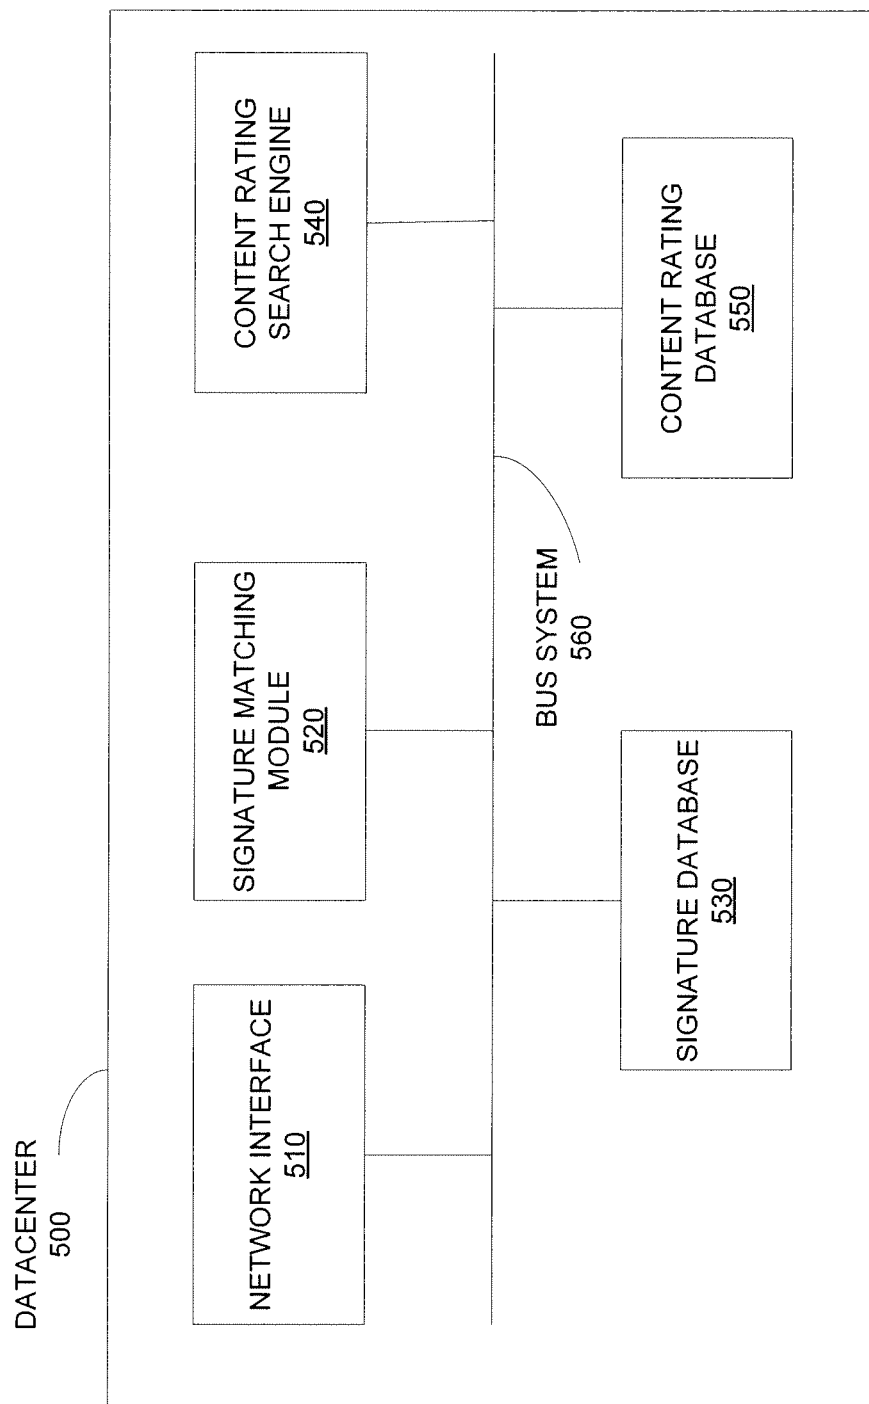 DATACENTER
500
NETWORK INTERFACE
510
SIGNATURE MATCHING
MODULE
520
CONTENT RATING
SEARCH ENGINE
540
BUS SYSTEM
560
SIGNATURE DATABASE
530
CONTENT RATING
DATABASE
550